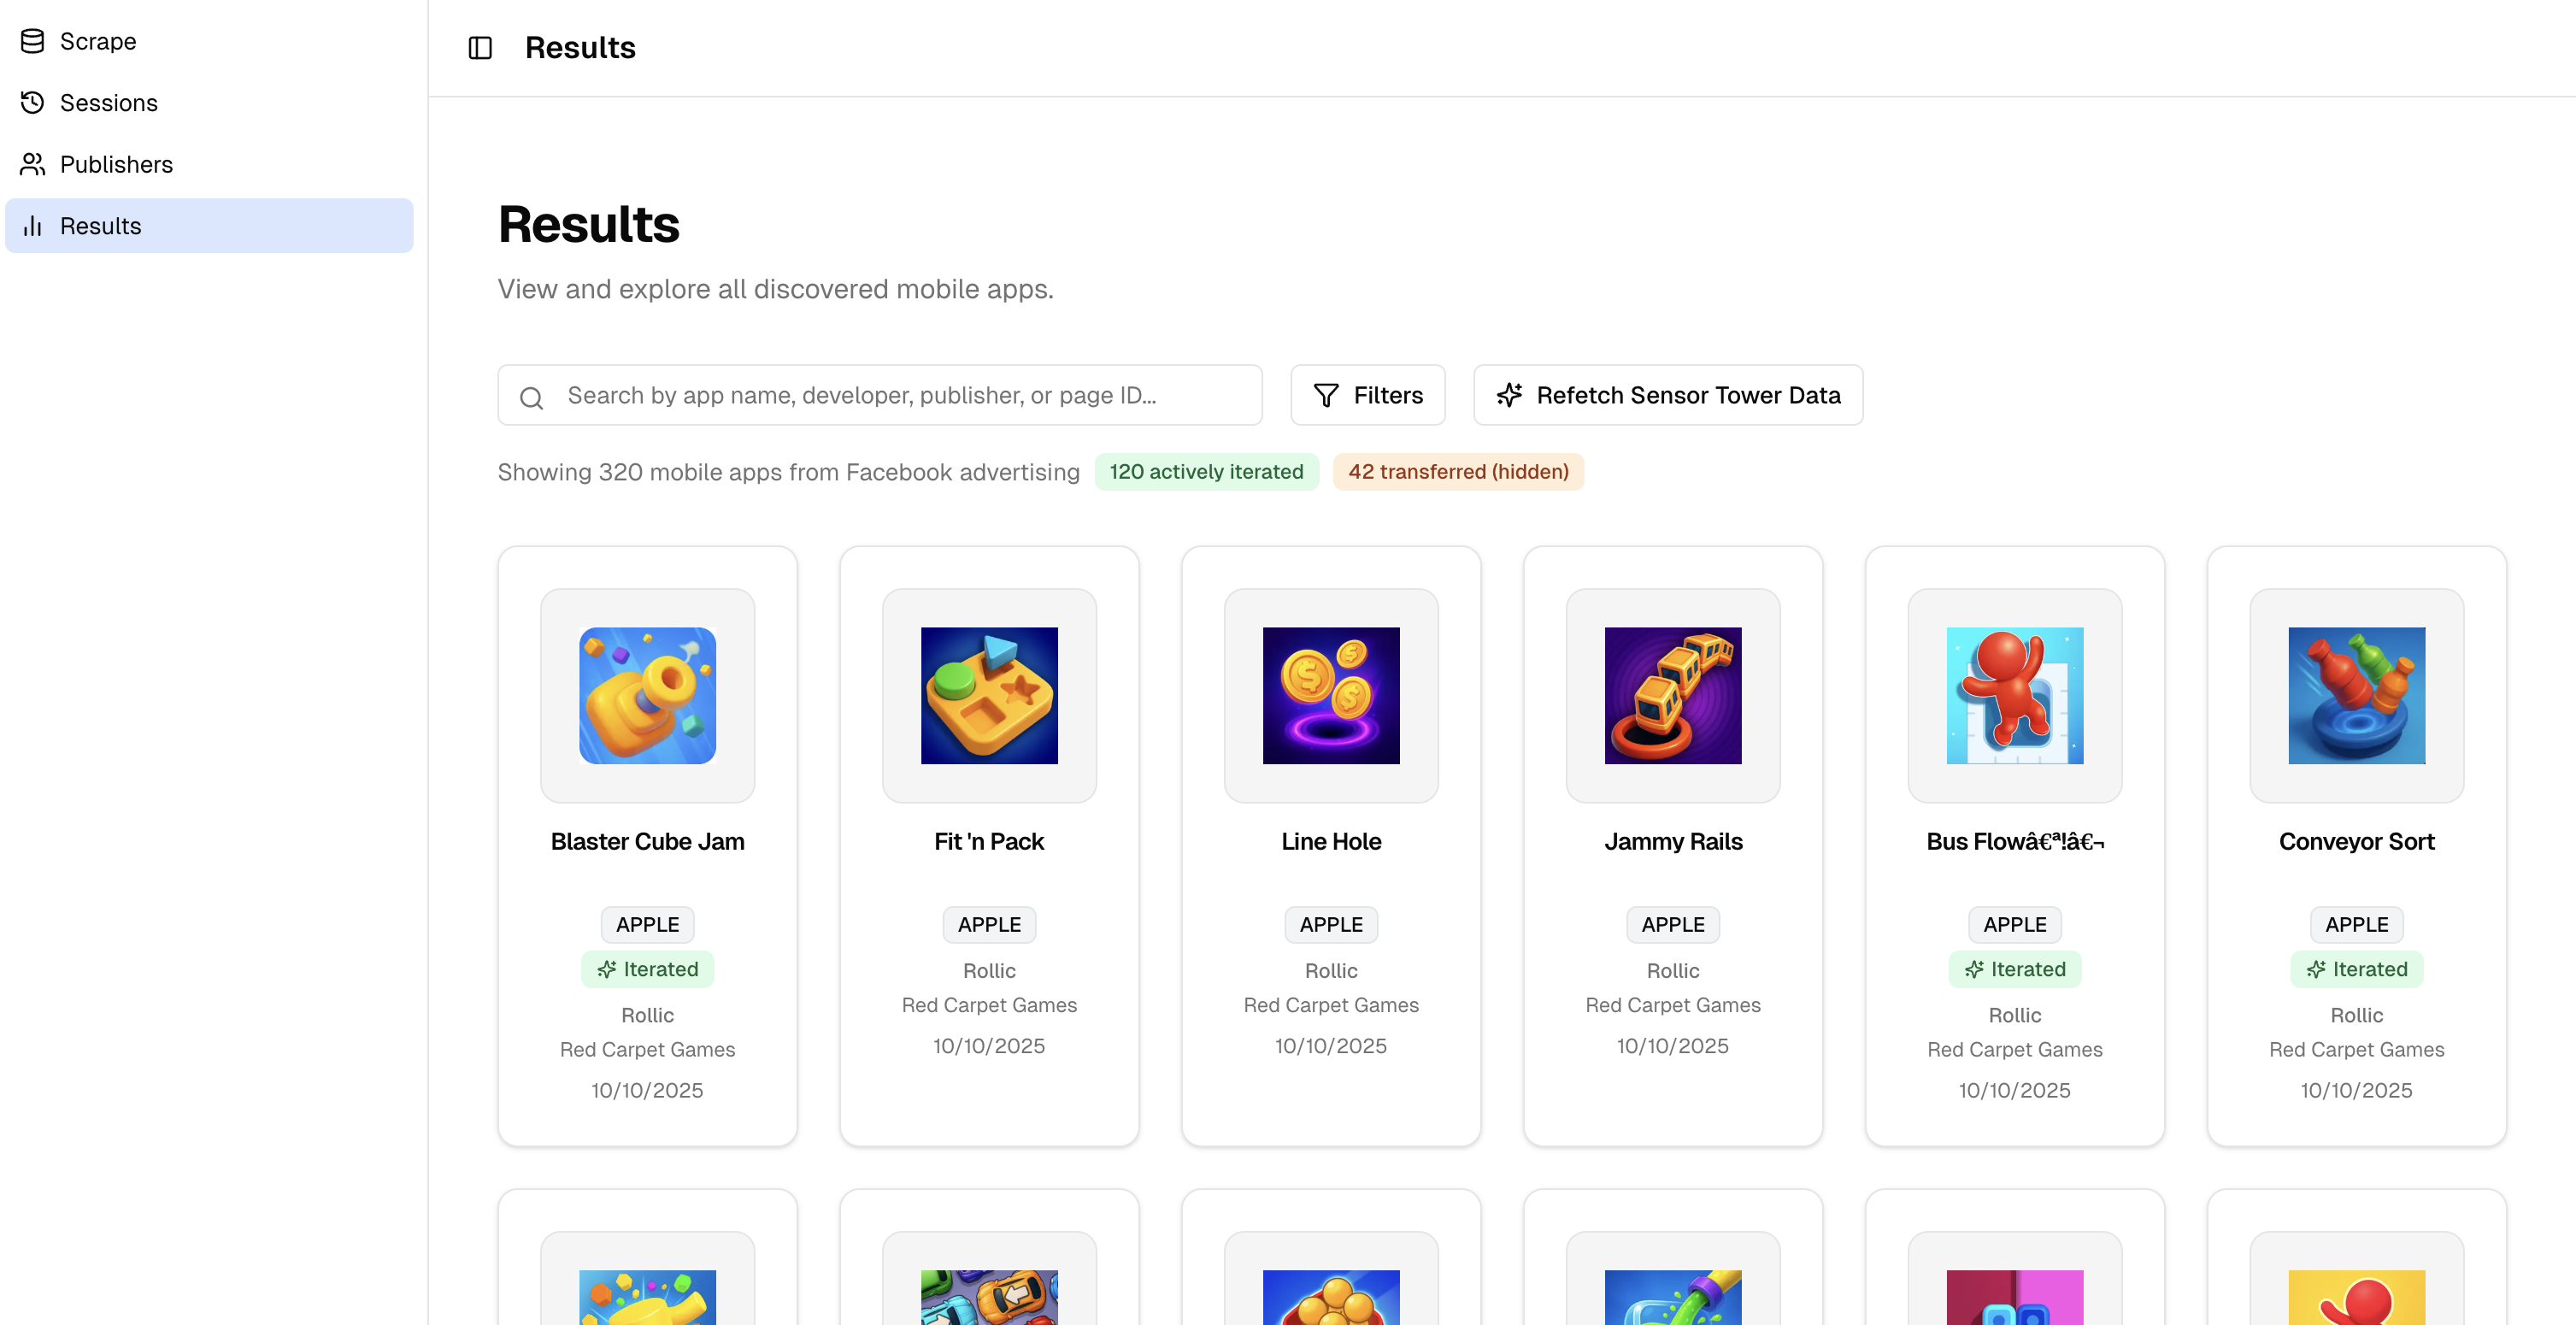 Scrape
Sessions
Publishers
Results
Results
Results
View and explore all discovered mobile apps.
Search by app name, developer, publisher, or page ID...
Filters
Refetch Sensor Tower Data
Showing 320 mobile apps from Facebook advertising
120 actively iterated
42 transferred (hidden)
Blaster Cube Jam
APPLE
Iterated
Rollic
Red Carpet Games
10/10/2025
Fit 'n Pack
APPLE
Rollic
Red Carpet Games
10/10/2025
Line Hole
APPLE
Rollic
Red Carpet Games
10/10/2025
Jammy Rails
APPLE
Rollic
Red Carpet Games
10/10/2025
Bus Flowâ€ª!â€¬
APPLE
Iterated
Rollic
Red Carpet Games
10/10/2025
Conveyor Sort
APPLE
Iterated
Rollic
Red Carpet Games
10/10/2025